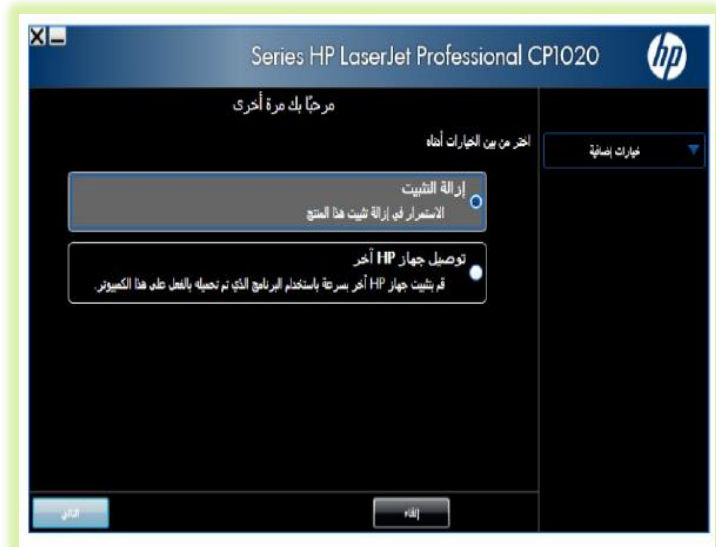 Series HP LaserJet Professional CP1020
hp
مرحبًا بك مرة أخرى
اختر من بين الخيارات أدناه
خيارات إضافية
إزالة التثبيت
الاستمرار في إزالة تثبيت هذا المنتج
توصيل جهاز HP آخر
قم بتثبيت جهاز HP آخر بسرعة باستخدام البرنامج الذي تم تحميله بالفعل على هذا الكمبيوتر.
إلغاء
التالي